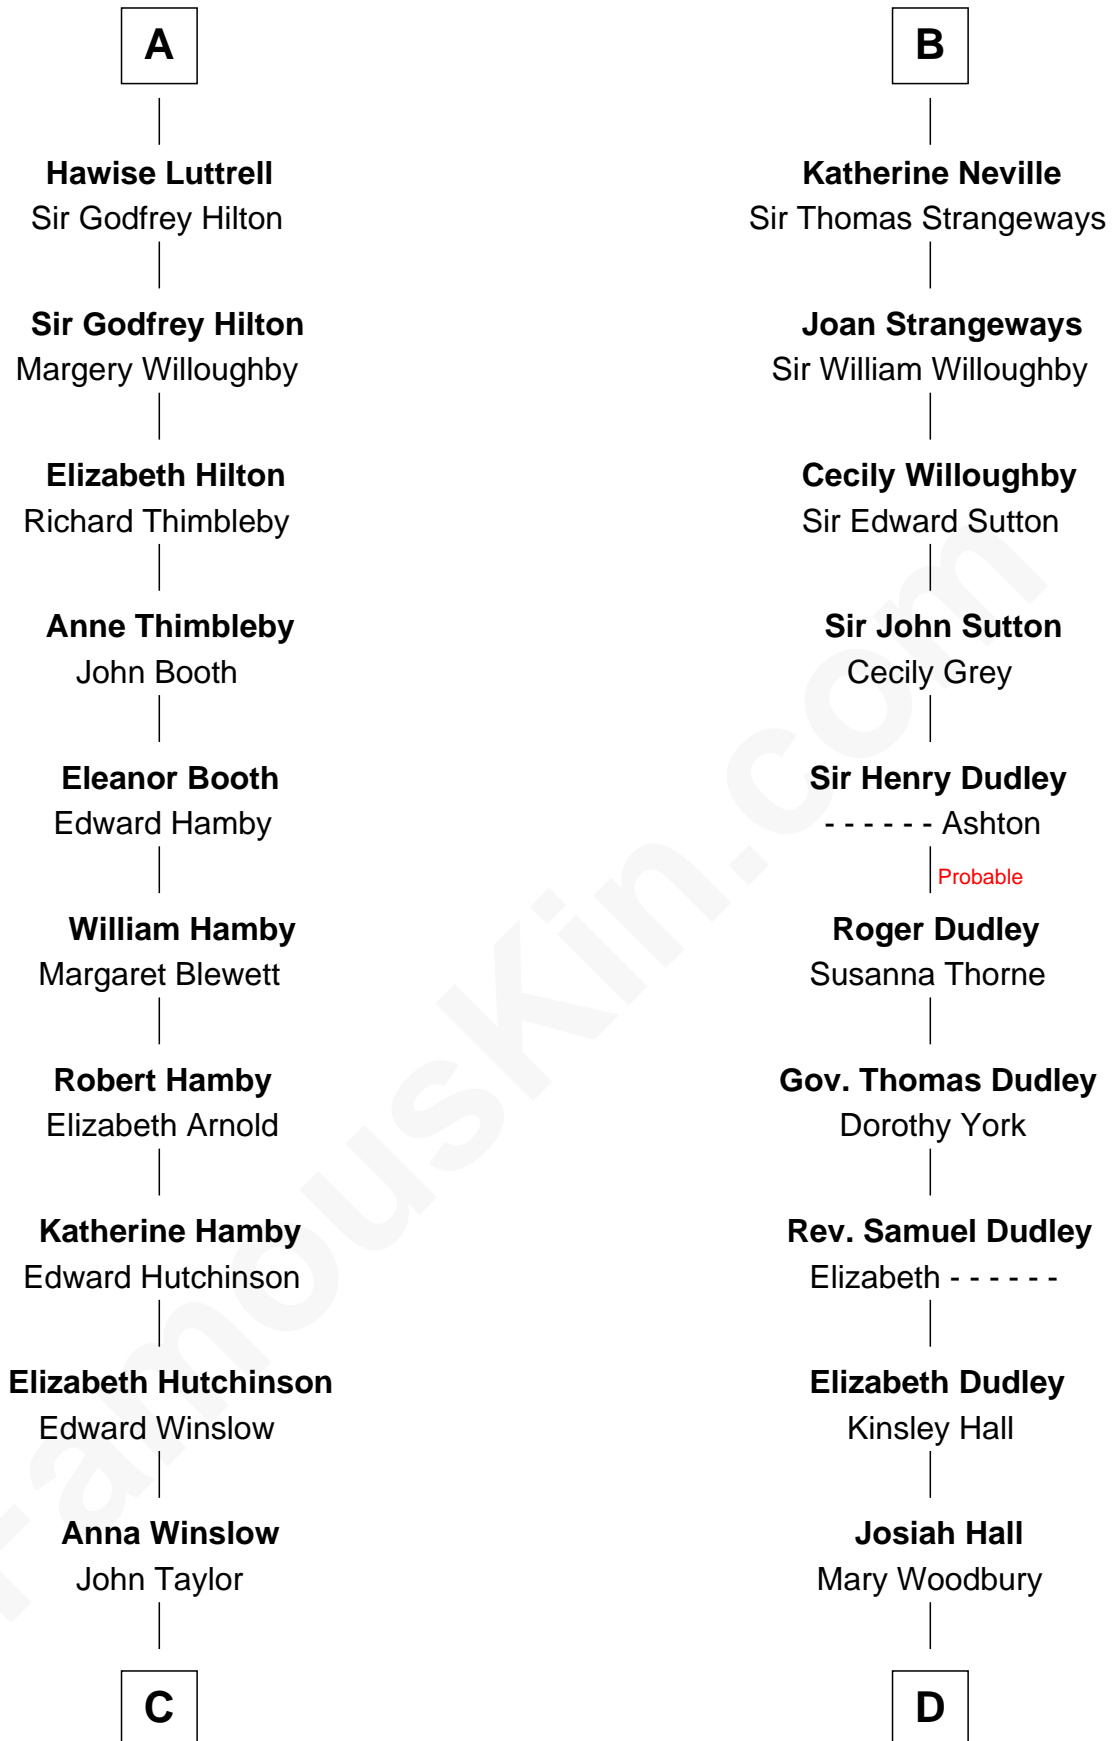 A
Hawise Luttrell
Sir Godfrey Hilton
Sir Godfrey Hilton
Margery Willoughby
Elizabeth Hilton
Richard Thimbleby
Anne Thimbleby
John Booth
Eleanor Booth
Edward Hamby
William Hamby
Margaret Blewett
Robert Hamby
Elizabeth Arnold
Katherine Hamby
Edward Hutchinson
Elizabeth Hutchinson
Edward Winslow
Anna Winslow
John Taylor
C
B
Katherine Neville
Sir Thomas Strangeways
Joan Strangeways
Sir William Willoughby
Cecily Willoughby
Sir Edward Sutton
Sir John Sutton
Cecily Grey
Sir Henry Dudley
- - - - - - Ashton
Probable
Roger Dudley
Susanna Thorne
Gov. Thomas Dudley
Dorothy York
Rev. Samuel Dudley
Elizabeth - - - - - -
Elizabeth Dudley
Kinsley Hall
Josiah Hall
Mary Woodbury
D
FamousKin.com